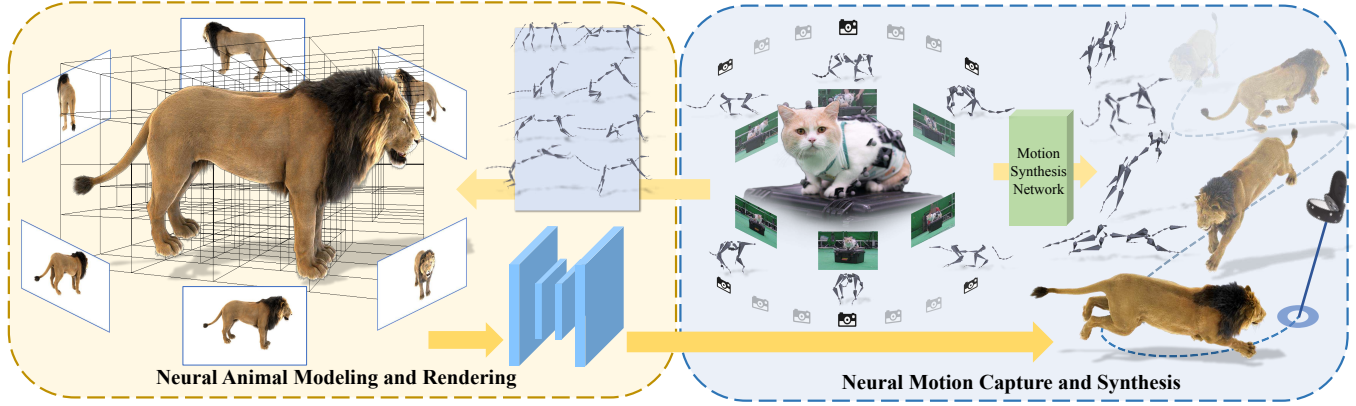 Motion
Synthesis
Network
Neural Animal Modeling and Rendering
Neural Motion Capture and Synthesis